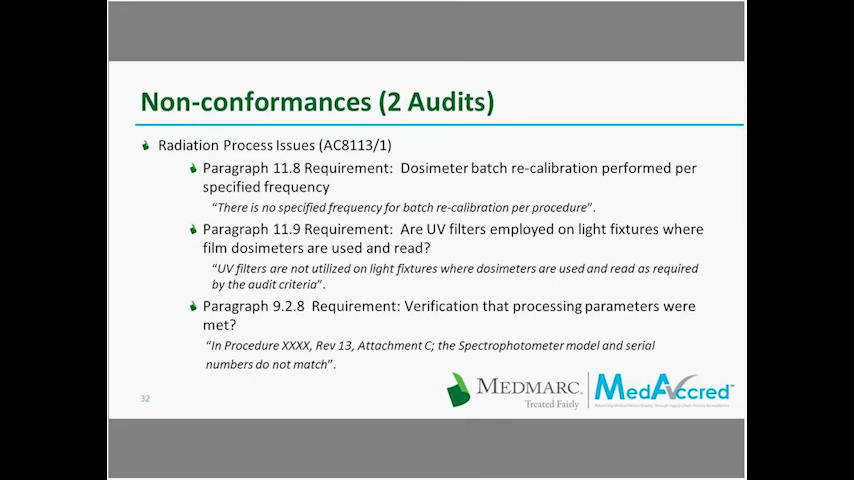 Non-conformances (2 Audits)
Radiation Process Issues (AC8113/1)
Paragraph 11.8 Requirement: Dosimeter batch re-calibration performed per
specified frequency
“There is no specified frequency for batch re-calibration per procedure”.
Paragraph 11.9 Requirement: Are UV filters employed on light fixtures where
film dosimeters are used and read?
“UV filters are not utilized on light fixtures where dosimeters are used and read as required
by the audit criteria”.
Paragraph 9.2.8 Requirement: Verification that processing parameters were
met?
“In Procedure XXXX, Rev 13, Attachment C; the Spectrophotometer model and serial
numbers do not match”.
32
MEDMARC
Treated Fairly
MedAccred™